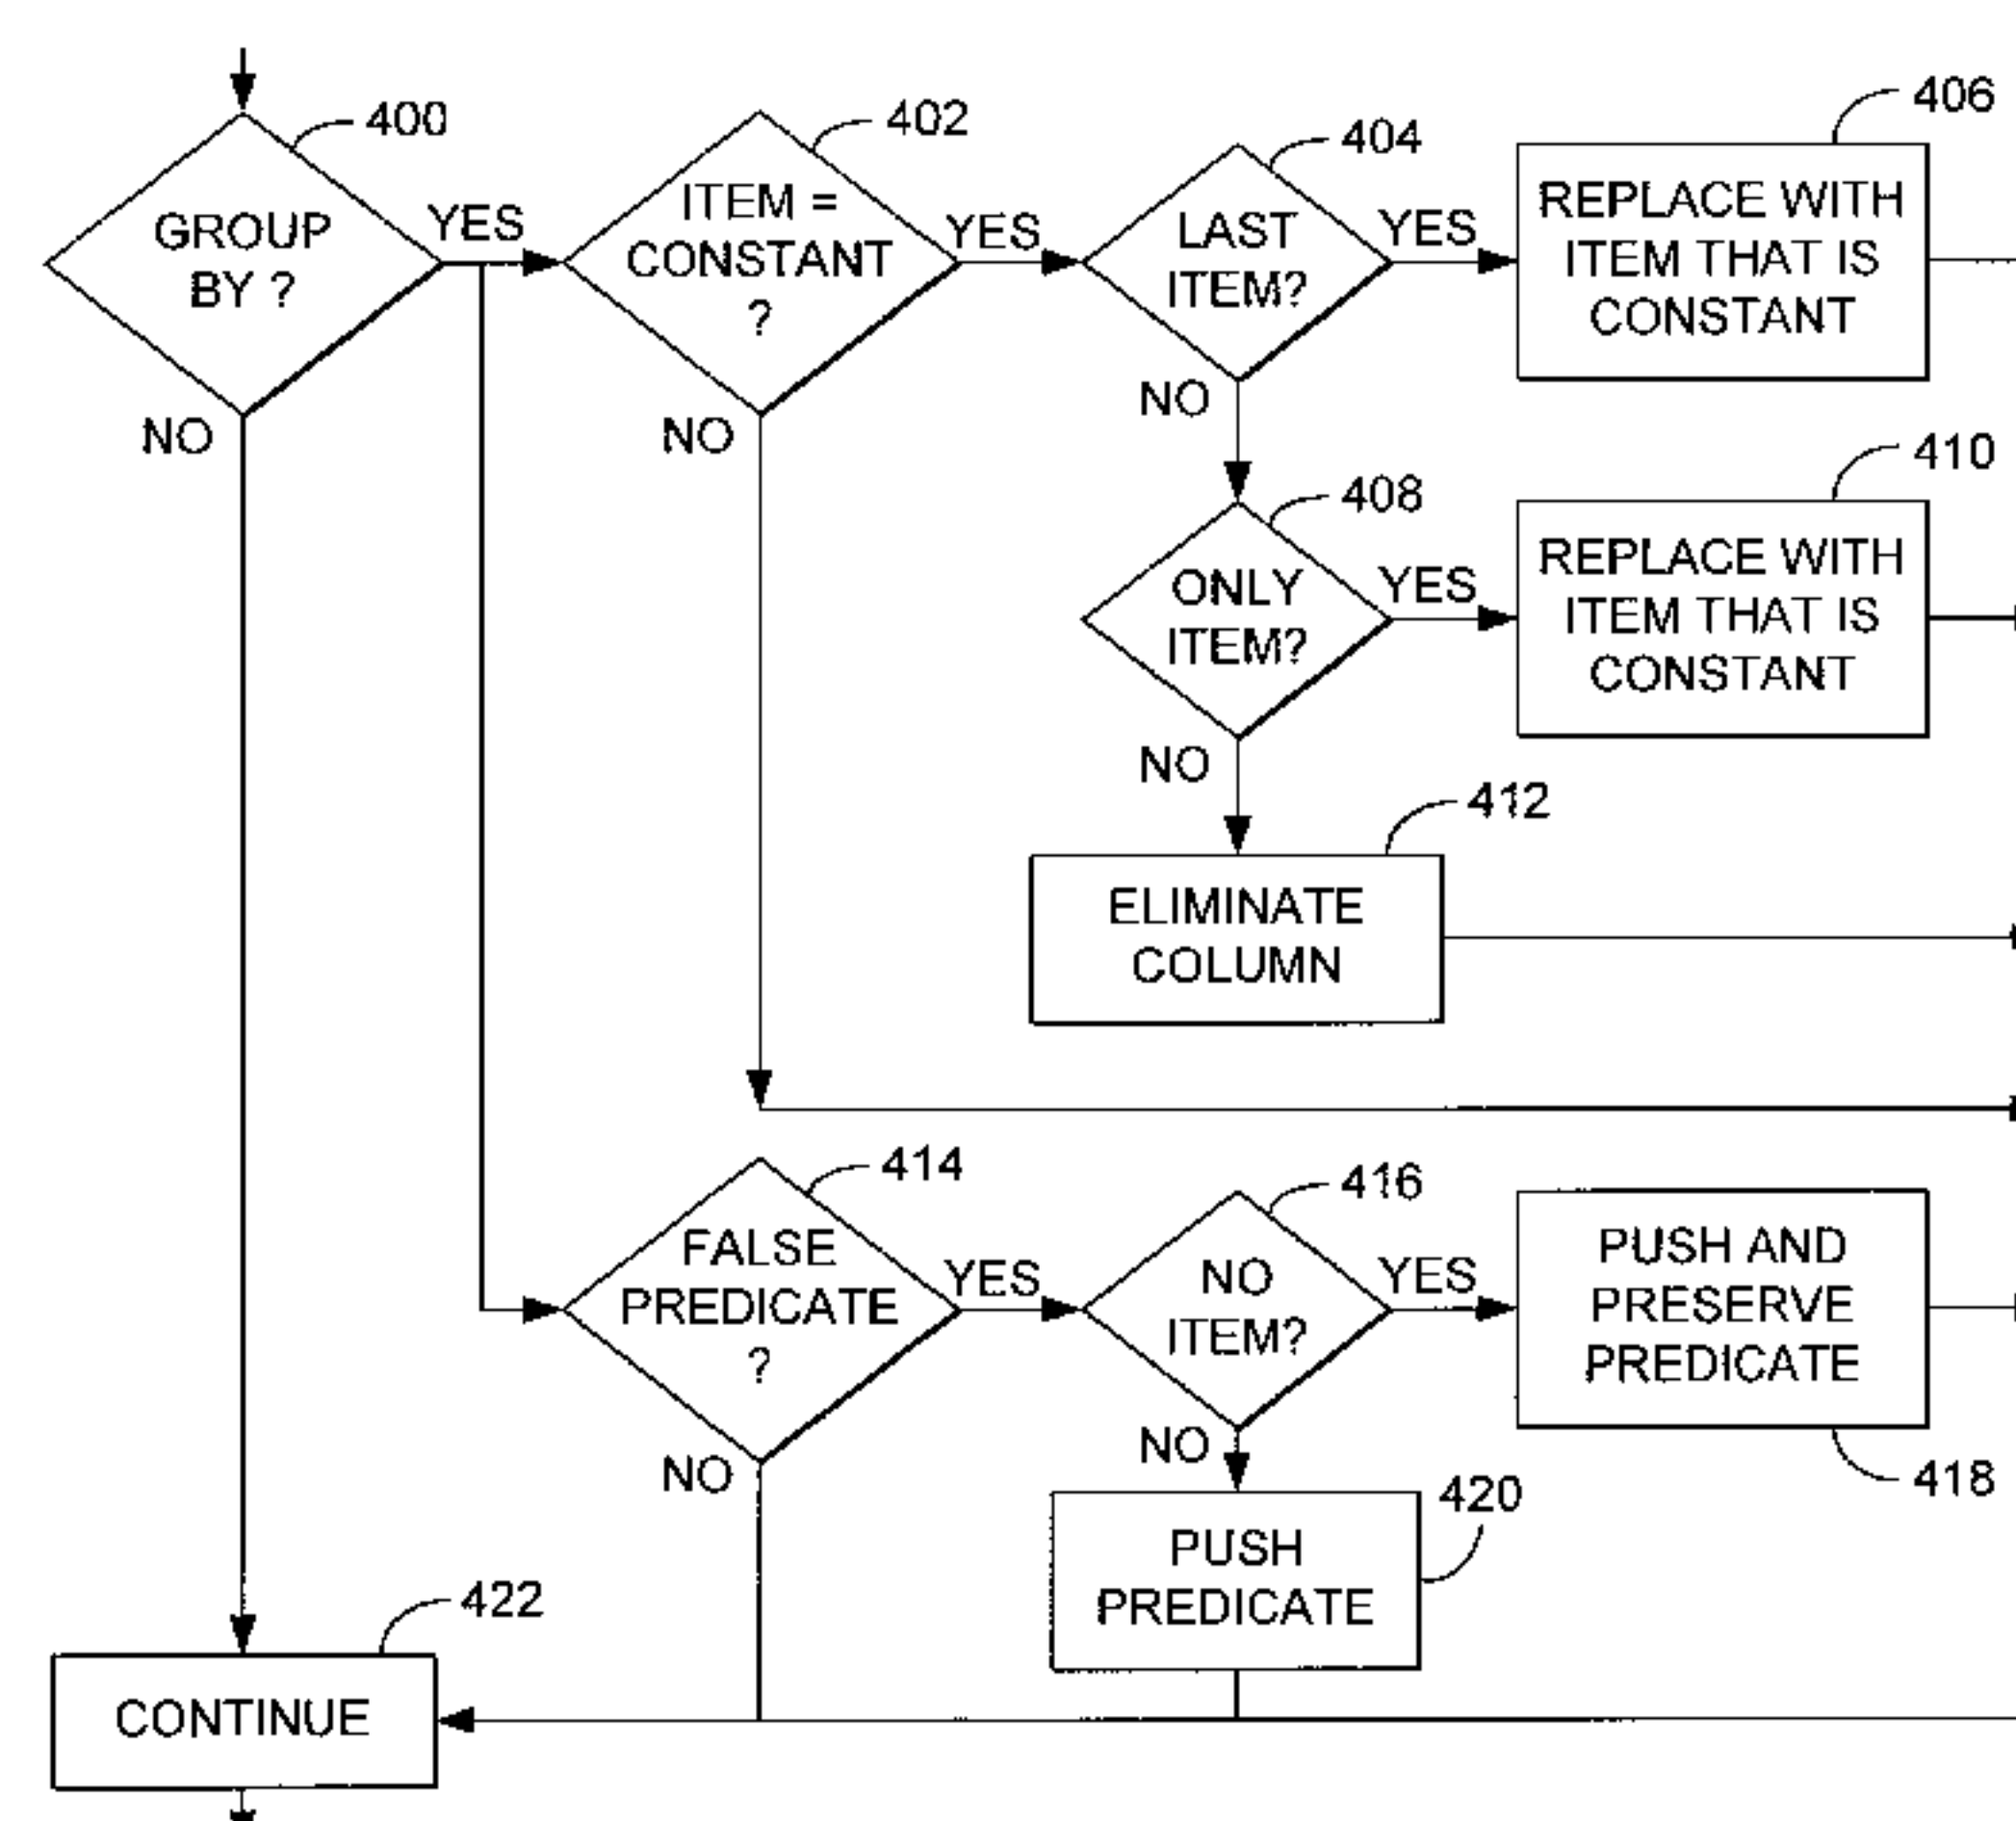 400
GROUP
BY ?
YES
NO
402
ITEM =
CONSTANT
?
YES
NO
404
LAST
ITEM?
YES
NO
406
REPLACE WITH
ITEM THAT IS
CONSTANT
408
ONLY
ITEM?
YES
NO
410
REPLACE WITH
ITEM THAT IS
CONSTANT
412
ELIMINATE
COLUMN
414
FALSE
PREDICATE
?
YES
NO
416
NO
ITEM?
YES
NO
PUSH AND
PRESERVE
PREDICATE
418
420
PUSH
PREDICATE
422
CONTINUE